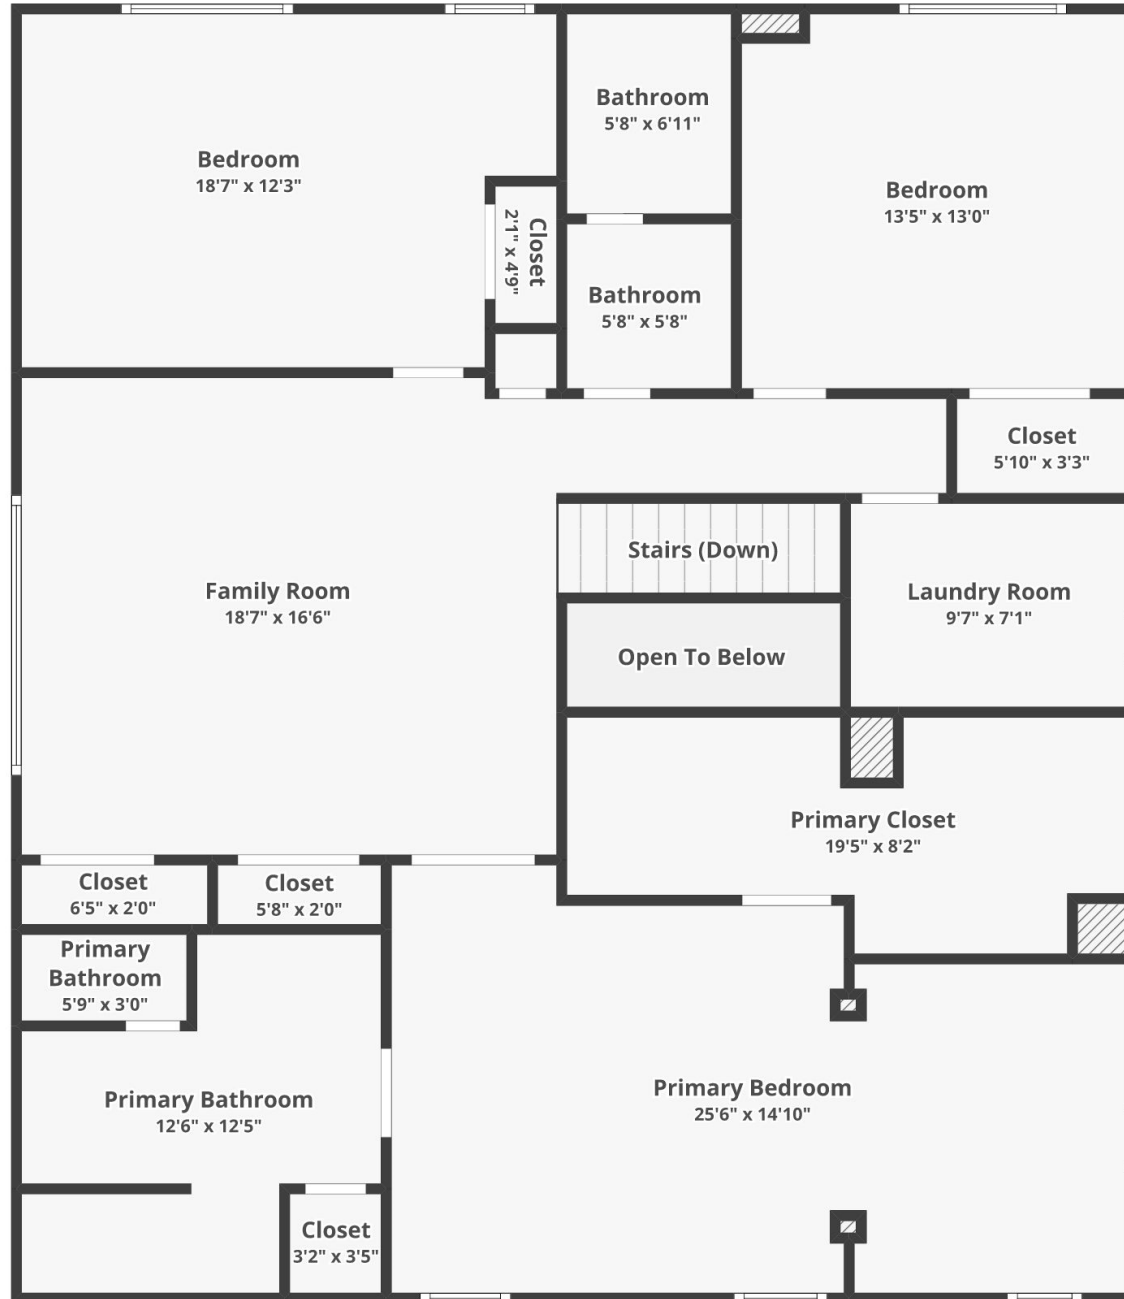 Bedroom
18'7" x 12'3"
Bathroom
5'8" x 6'11"
Bedroom
13'5" x 13'0"
Closet
2'1" x 4'9"
Bathroom
5'8" x 5'8"
Closet
5'10" x 3'3"
Stairs (Down)
Family Room
18'7" x 16'6"
Laundry Room
9'7" x 7'1"
Open To Below
Primary Closet
19'5" x 8'2"
Closet
6'5" x 2'0"
Closet
5'8" x 2'0"
Primary
Bathroom
5'9" x 3'0"
Primary Bathroom
12'6" x 12'5"
Primary Bedroom
25'6" x 14'10"
Closet
3'2" x 3'5"